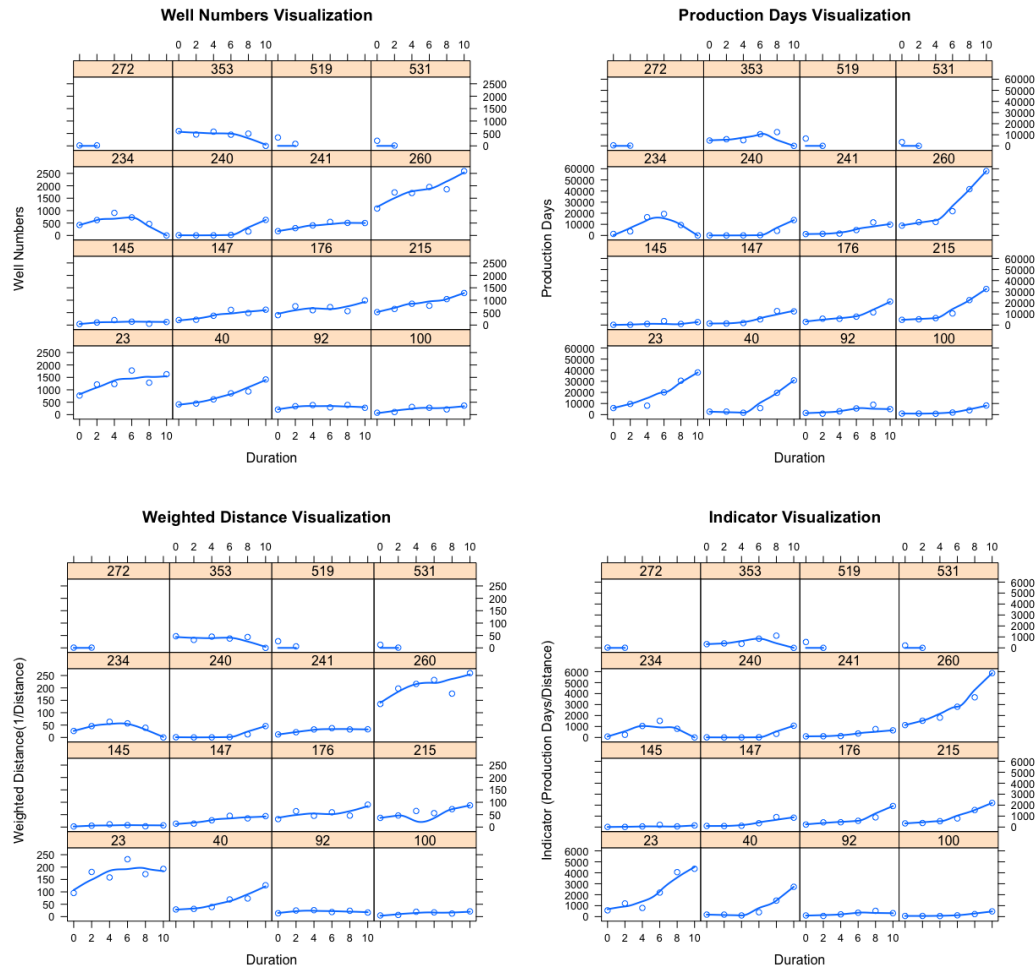 Well Numbers Visualization
0 2 4 6 8 10 0 2 4 6 8 10
272 353 519 531
2500
2000
1500
1000
500
0
234 240 241 260
2500
2000
1500
1000
500
0
145 147 176 215
2500
2000
1500
1000
500
0
23 40 92 100
2500
2000
1500
1000
500
0
0 2 4 6 8 10 0 2 4 6 8 10
Well Numbers
Duration
Production Days Visualization
0 2 4 6 8 10 0 2 4 6 8 10
272 353 519 531
60000
50000
40000
30000
20000
10000
0
234 240 241 260
60000
50000
40000
30000
20000
10000
0
145 147 176 215
60000
50000
40000
30000
20000
10000
0
23 40 92 100
60000
50000
40000
30000
20000
10000
0
0 2 4 6 8 10 0 2 4 6 8 10
Production Days
Duration
Weighted Distance Visualization
0 2 4 6 8 10 0 2 4 6 8 10
272 353 519 531
250
200
150
100
50
0
234 240 241 260
250
200
150
100
50
0
145 147 176 215
250
200
150
100
50
0
23 40 92 100
250
200
150
100
50
0
0 2 4 6 8 10 0 2 4 6 8 10
Weighted Distance(1/Distance)
Duration
Indicator Visualization
0 2 4 6 8 10 0 2 4 6 8 10
272 353 519 531
6000
5000
4000
3000
2000
1000
0
234 240 241 260
6000
5000
4000
3000
2000
1000
0
145 147 176 215
6000
5000
4000
3000
2000
1000
0
23 40 92 100
6000
5000
4000
3000
2000
1000
0
0 2 4 6 8 10 0 2 4 6 8 10
Indicator (Production Days/Distance)
Duration